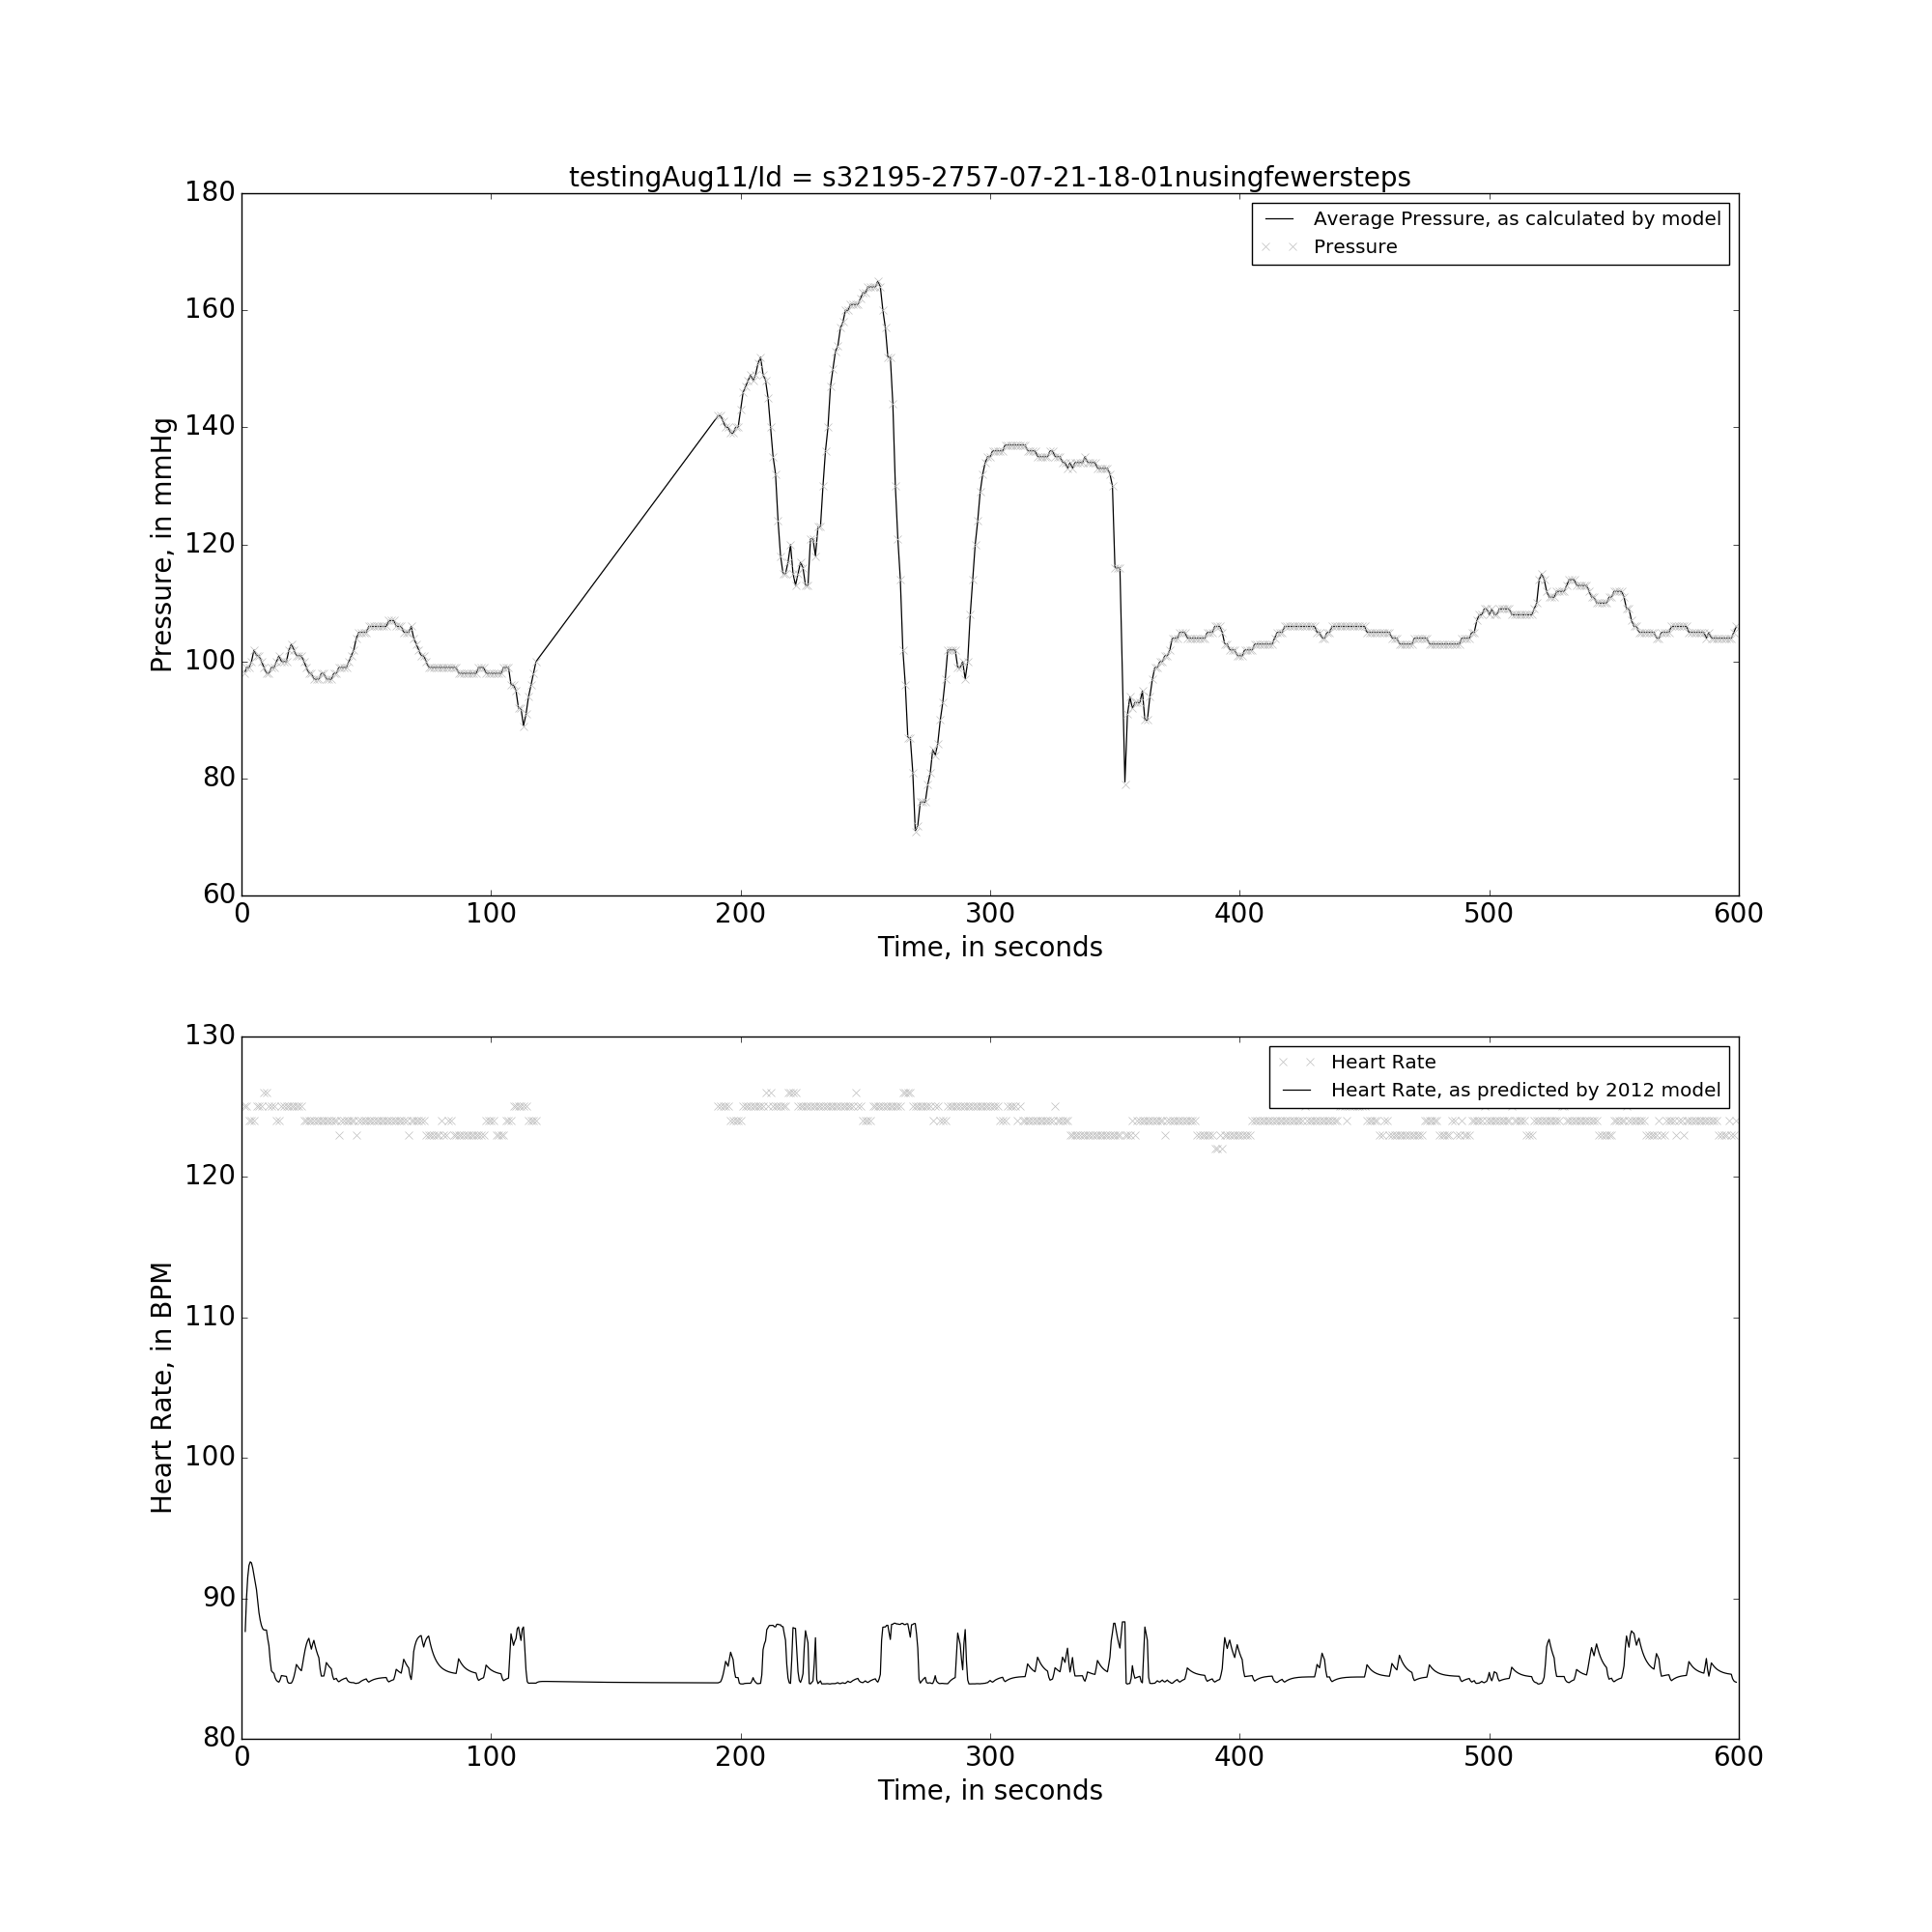 testingAug11/Id = s32195-2757-07-21-18-01nusingfewersteps
180
160
140
120
100
80
60
Pressure, in mmHg
Average Pressure, as calculated by model
Pressure
0 100 200 300 400 500 600
Time, in seconds
130
120
110
100
90
80
Heart Rate, in BPM
Heart Rate
Heart Rate, as predicted by 2012 model
0 100 200 300 400 500 600
Time, in seconds